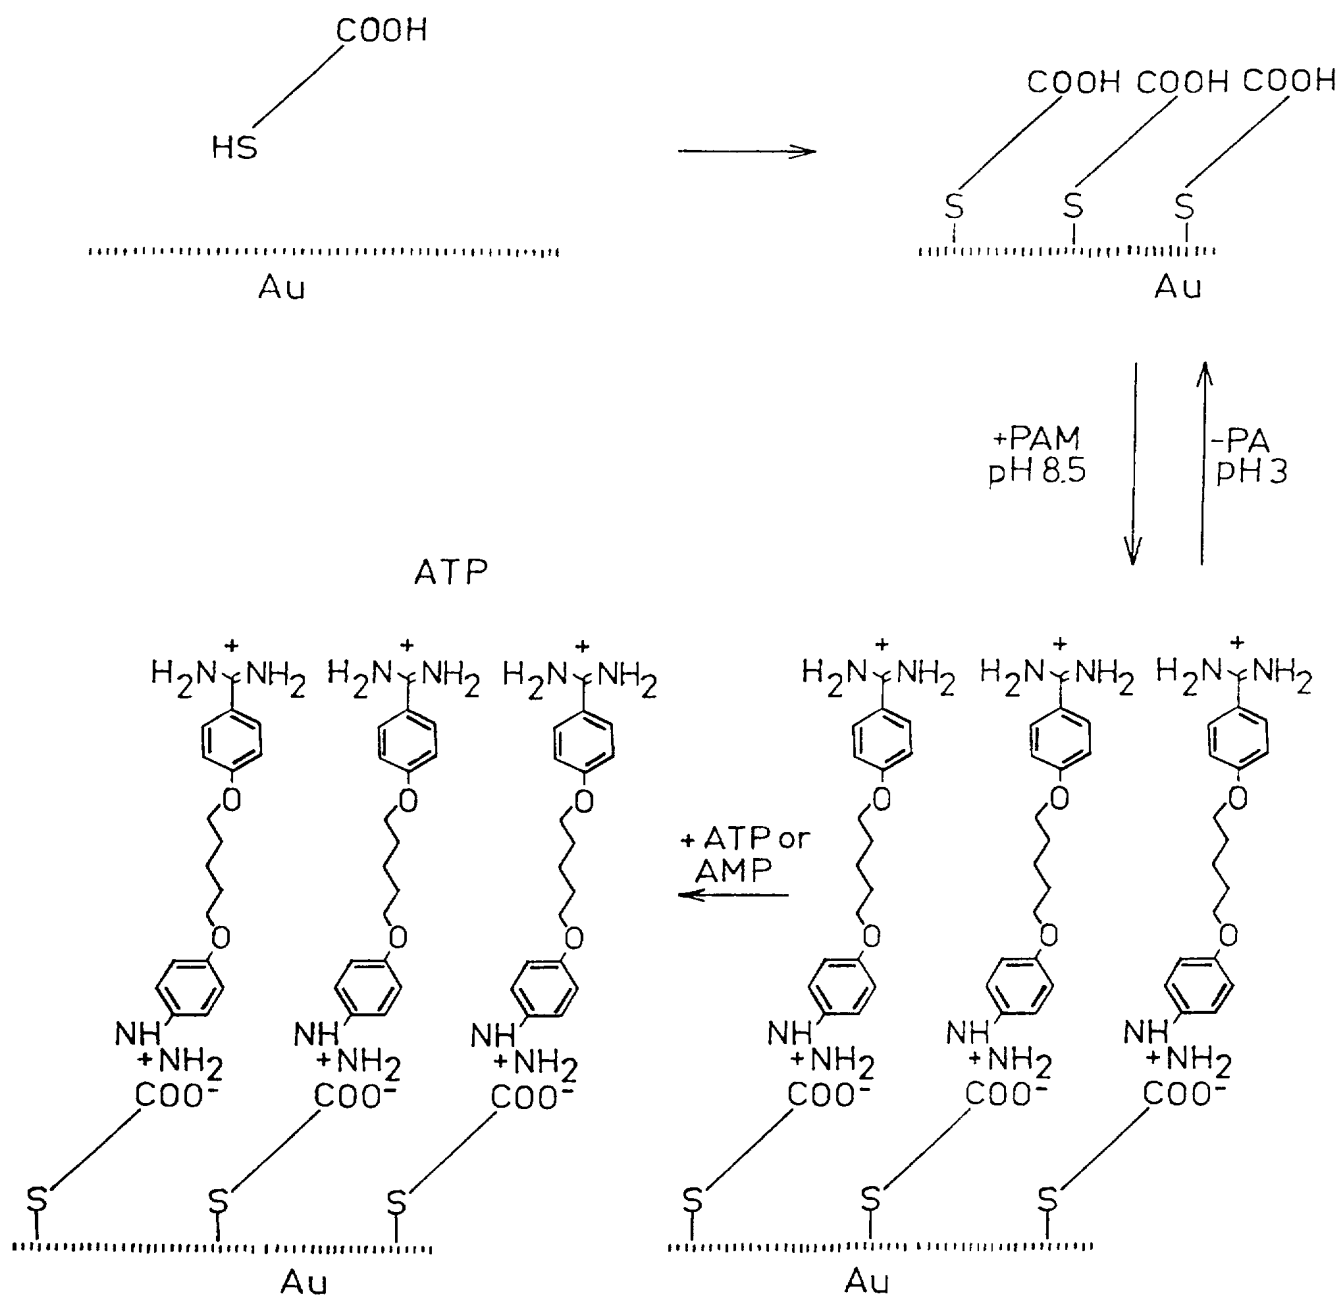 COOH
HS
Au
COOH COOH COOH
S S S
Au
+PAM
pH 8.5
-PA
pH 3
ATP
+ + +
H2N NH2 H2N NH2 H2N NH2
O O O
O O O
NH NH NH
+NH2 +NH2 +NH2
COO- COO- COO-
S S S
Au
+ ATP or
AMP
+ + +
H2N NH2 H2N NH2 H2N NH2
O O O
O O O
NH NH NH
+NH2 +NH2 +NH2
COO- COO- COO-
S S S
Au